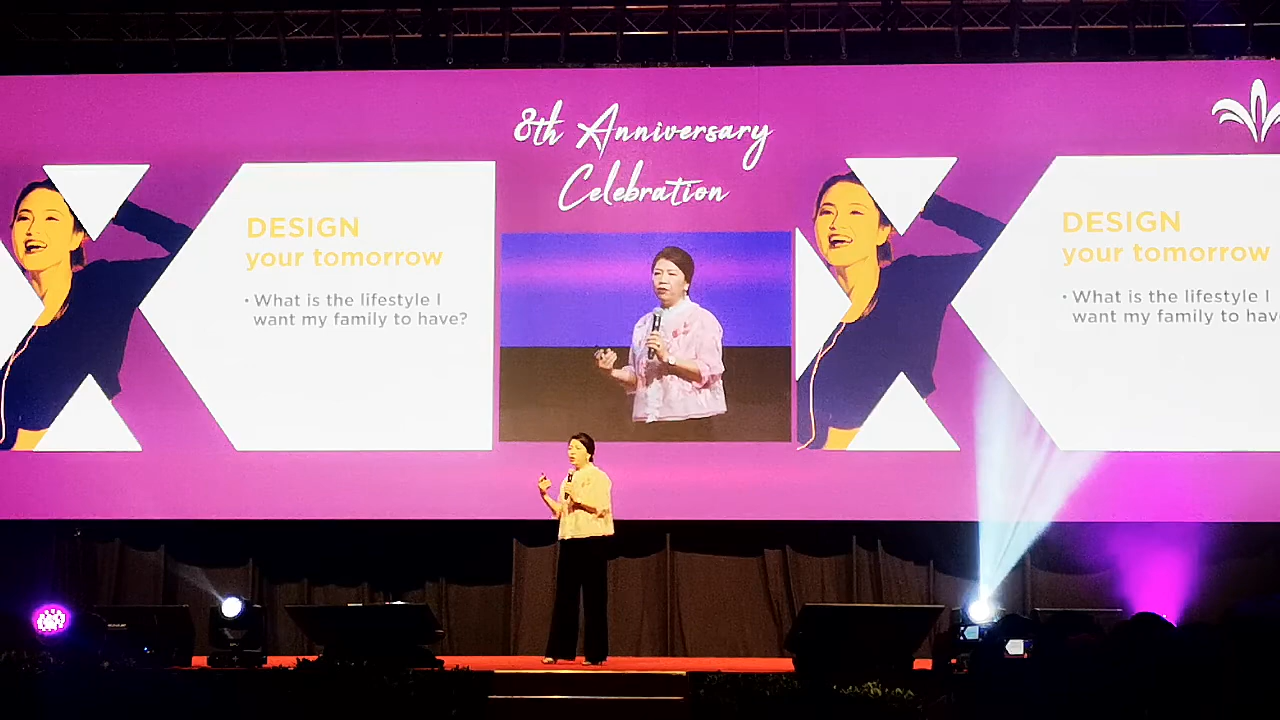 8th Anniversary
Celebration
DESIGN
your tomorrow
• What is the lifestyle I
want my family to have?
DESIGN
your tomorrow
• What is the lifestyle I
want my family to hav